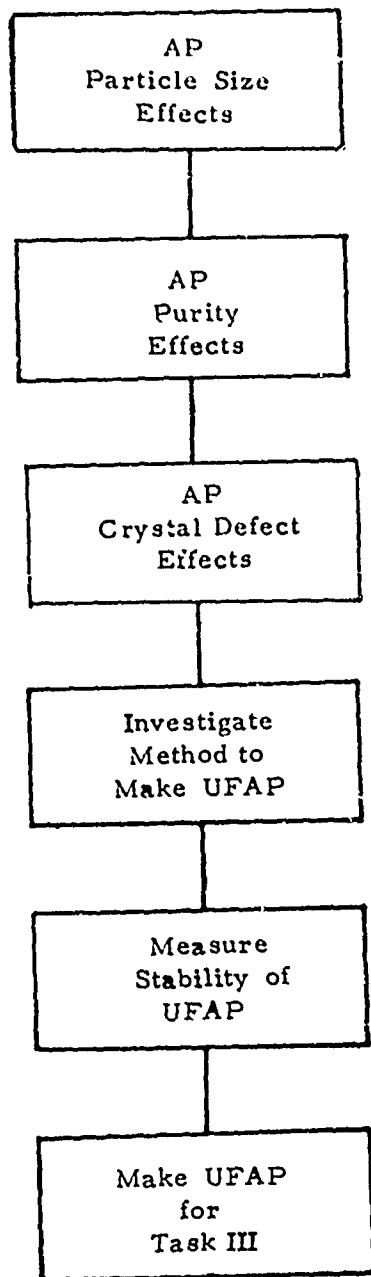 AP
Particle Size
Effects
AP
Purity
Effects
AP
Crystal Defect
Effects
Investigate
Method to
Make UFAP
Measure
Stability of
UFAP
Make UFAP
for
Task III